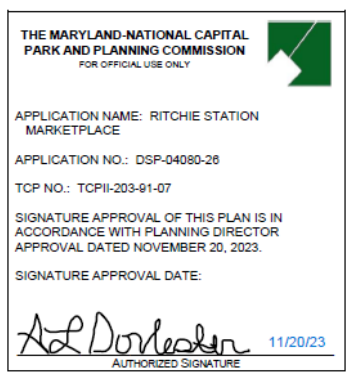 THE MARYLAND-NATIONAL CAPITAL
PARK AND PLANNING COMMISSION
FOR OFFICIAL USE ONLY
APPLICATION NAME: RITCHIE STATION
MARKETPLACE
APPLICATION NO.: DSP-04080-26
TCP NO.: TCPII-203-91-07
SIGNATURE APPROVAL OF THIS PLAN IS IN
ACCORDANCE WITH PLANNING DIRECTOR
APPROVAL DATED NOVEMBER 20, 2023.
SIGNATURE APPROVAL DATE:
11/20/23
AUTHORIZED SIGNATURE